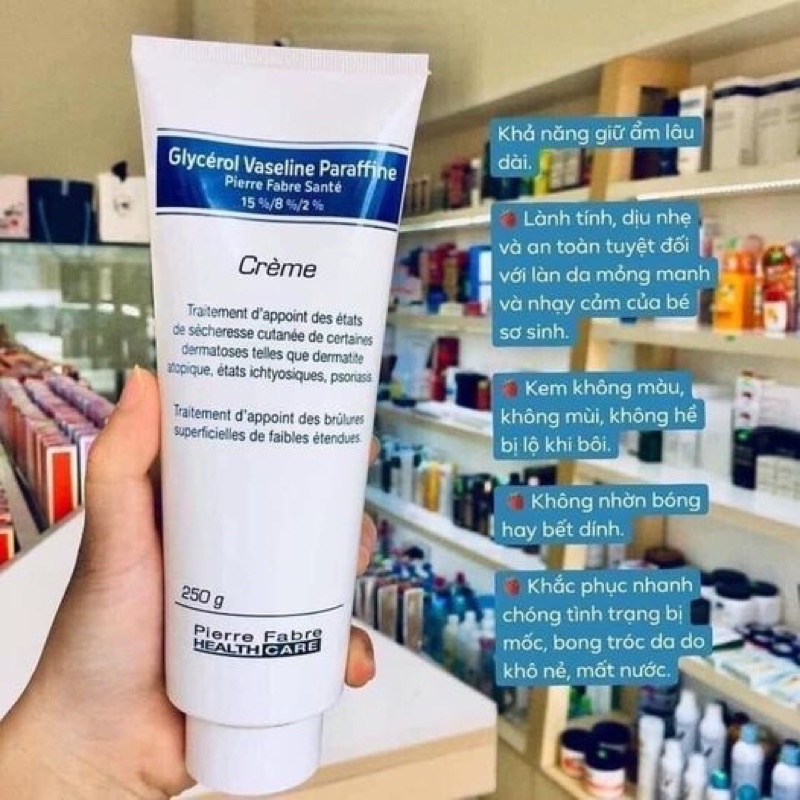 Glycérol Vaseline Paraffine
Pierre Fabre Santé
15 %/8 %/2 %
Crème
Traitement d'appoint des états
de sécheresse cutanée de certaines
dermatoses telles que dermatite
atopique, états ichtyosiques, psoriasis.
Traitement d'appoint des brûlures
superficielles de faibles étendues.
250 g
Pierre Fabre
HEALTH CARE
Khả năng giữ ẩm lâu
dài.
Lành tính, dịu nhẹ
và an toàn tuyệt đối
với làn da mỏng manh
và nhạy cảm của bé
sơ sinh.
Kem không màu,
không mùi, không hề
bị lộ khi bôi.
Không nhờn bóng
hay bết dính.
Khắc phục nhanh
chóng tình trạng bị
mốc, bong tróc da do
khô nẻ, mất nước.